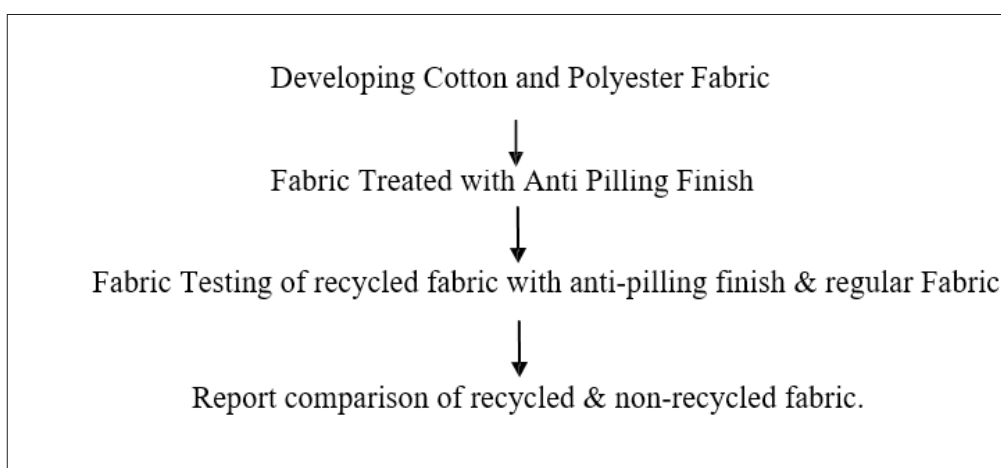 Developing Cotton and Polyester Fabric
Fabric Treated with Anti Pilling Finish
Fabric Testing of recycled fabric with anti-pilling finish & regular Fabric
Report comparison of recycled & non-recycled fabric.